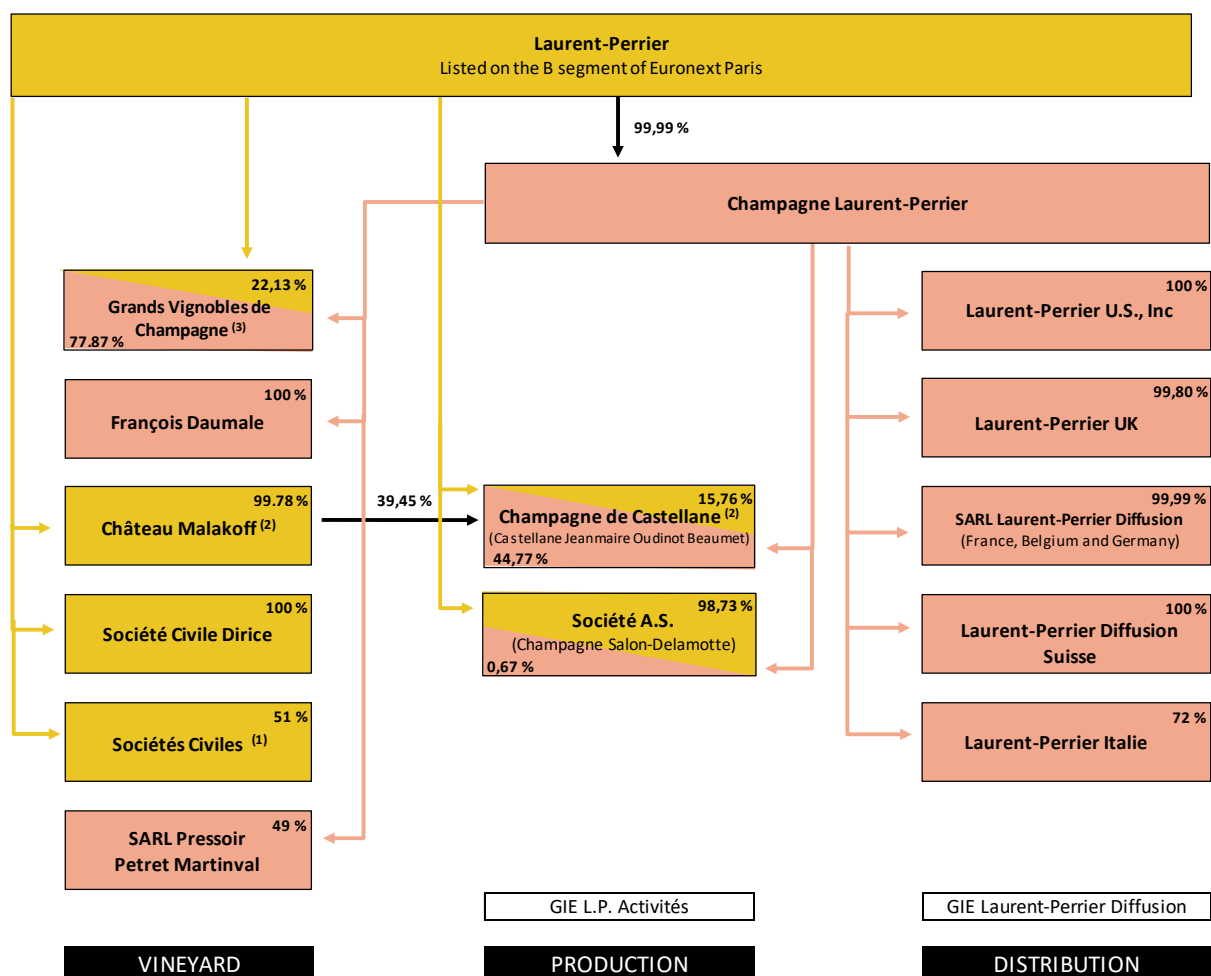 Laurent-Perrier
Listed on the B segment of Euronext Paris
99,99 %
Champagne Laurent-Perrier
22,13 %
Grands Vignobles de
Champagne (3)
77.87 %
100 %
François Daumale
99.78 %
Château Malakoff (2)
39,45 %
100 %
Société Civile Dirice
51 %
Sociétés Civiles (1)
49 %
SARL Pressoir
Petret Martinval
15,76 %
Champagne de Castellane (2)
(Castellane Jeanmaire Oudinot Beaumet)
44,77 %
98,73 %
Société A.S.
(Champagne Salon-Delamotte)
0,67 %
100 %
Laurent-Perrier U.S., Inc
99,80 %
Laurent-Perrier UK
99,99 %
SARL Laurent-Perrier Diffusion
(France, Belgium and Germany)
100 %
Laurent-Perrier Diffusion
Suisse
72 %
Laurent-Perrier Italie
GIE L.P. Activités
GIE Laurent-Perrier Diffusion
VINEYARD
PRODUCTION
DISTRIBUTION